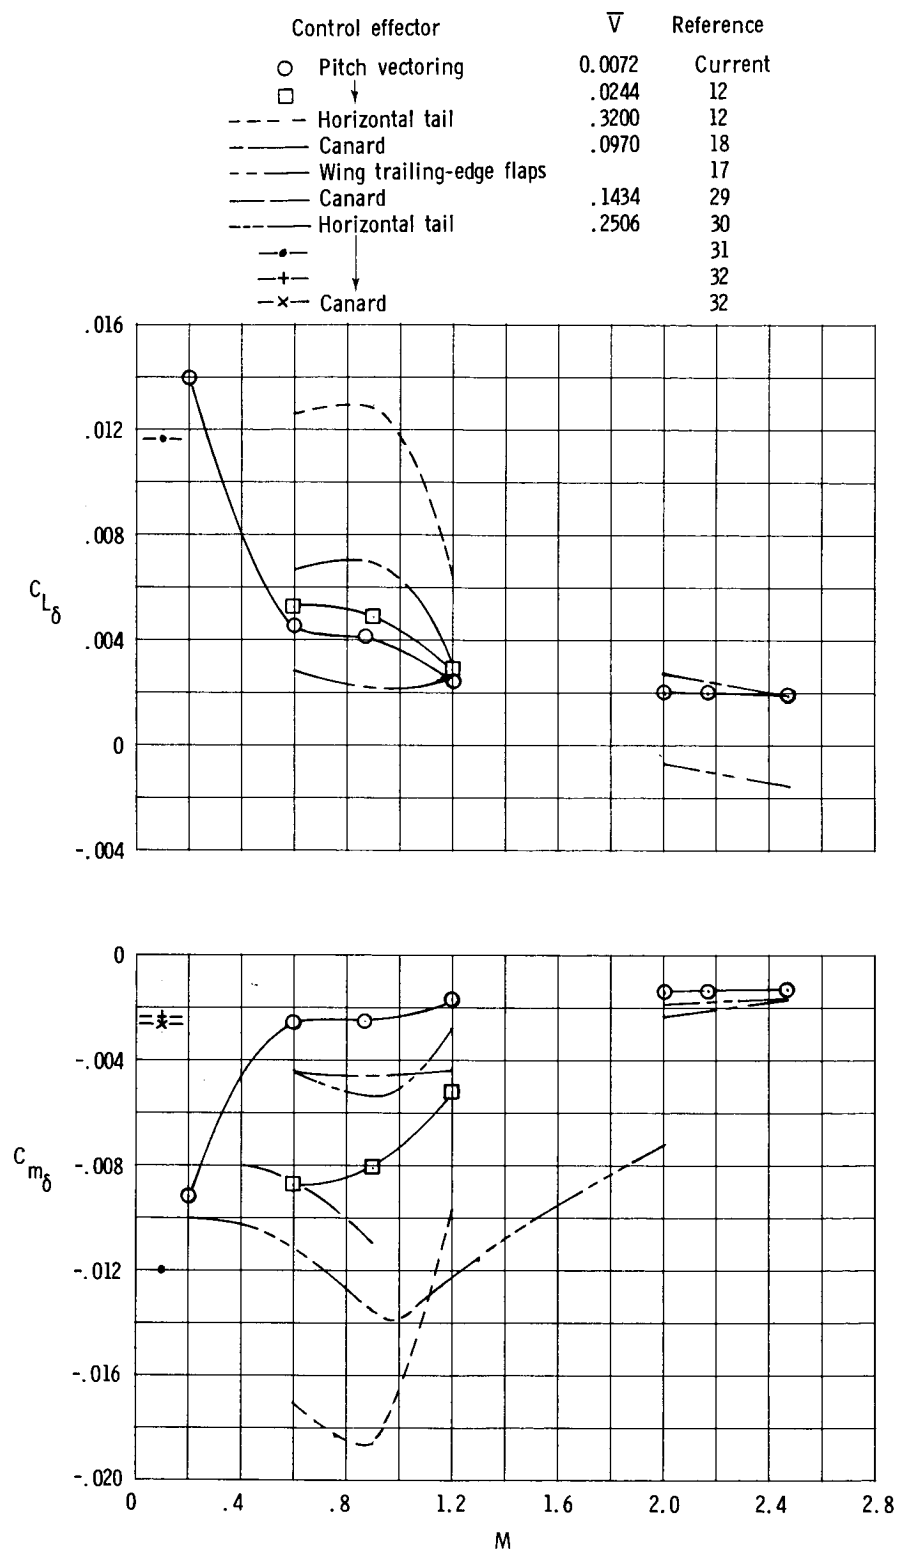 Control effector V̅ Reference
Pitch vectoring 0.0072 Current
.0244 12
Horizontal tail .3200 12
Canard .0970 18
Wing trailing-edge flaps 17
Canard .1434 29
Horizontal tail .2506 30
31
32
Canard 32
.016
.012
.008
C_Lδ
.004
0
-.004
0
-.004
C_mδ
-.008
-.012
-.016
-.020
0 .4 .8 1.2 1.6 2.0 2.4 2.8
M